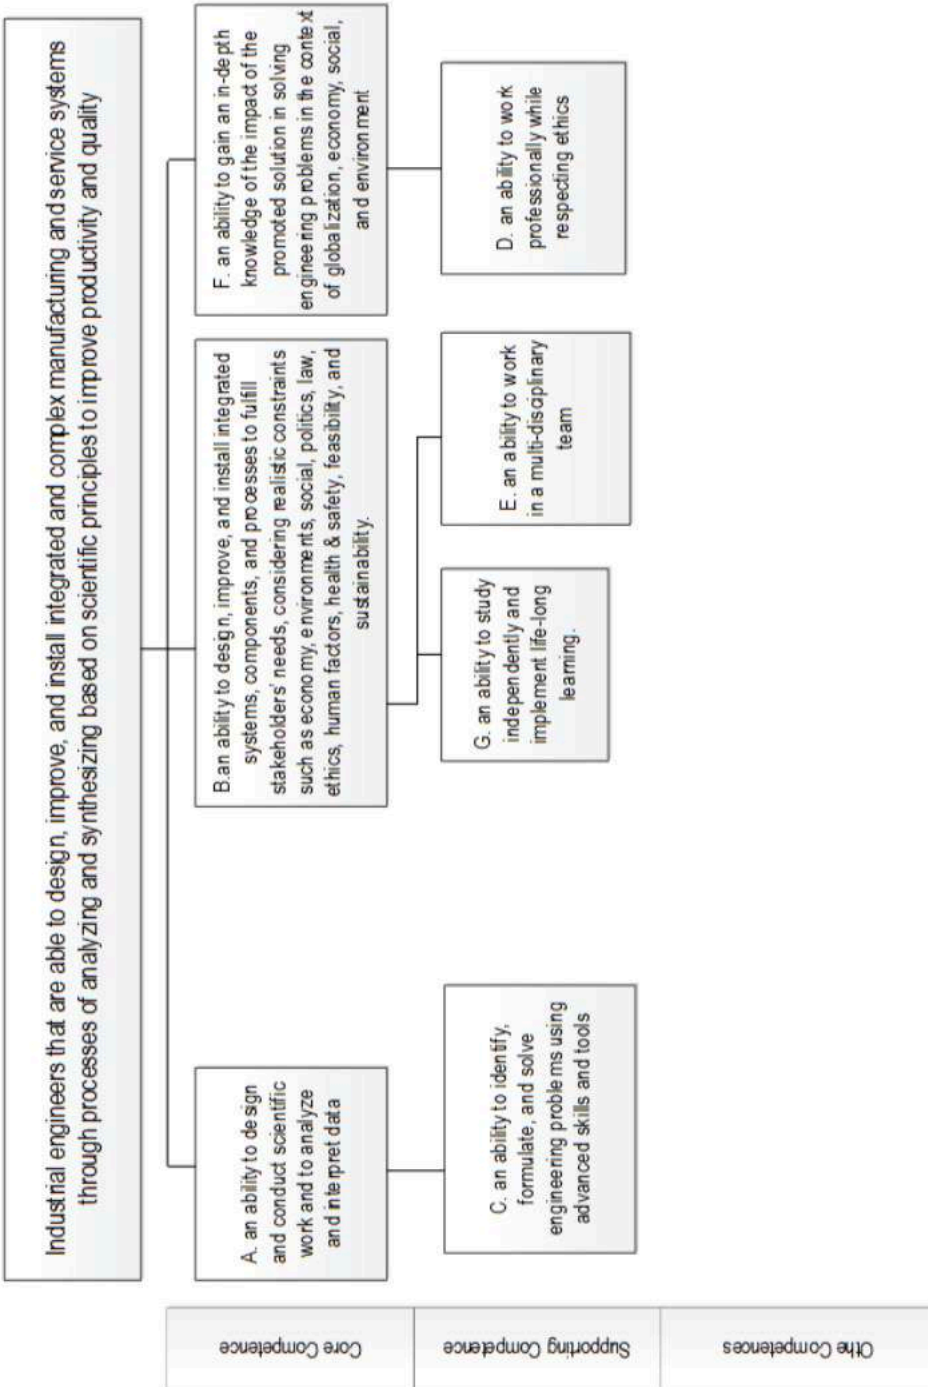 Industrial engineers that are able to design, improve, and install integrated and complex manufacturing and service systems
through processes of analyzing and synthesizing based on scientific principles to improve productivity and quality
Core Competence
A. an ability to design
and conduct scientific
work and to analyze
and interpret data
B.an ability to design, improve, and install integrated
systems, components, and processes to fulfill
stakeholders' needs, considering realistic constraints
such as economy, environments, social, politics, law,
ethics, human factors, health & safety, feasibility, and
sustainability.
F. an ability to gain an in-depth
knowledge of the impact of the
promoted solution in solving
engineering problems in the context
of globalization, economy, social,
and environment
Supporting Competence
C. an ability to identify,
formulate, and solve
engineering problems using
advanced skills and tools
G. an ability to study
independently and
implement life-long
learning.
E. an ability to work
in a multi-disciplinary
team
D. an ability to work
professionally while
respecting ethics
Othe Competences